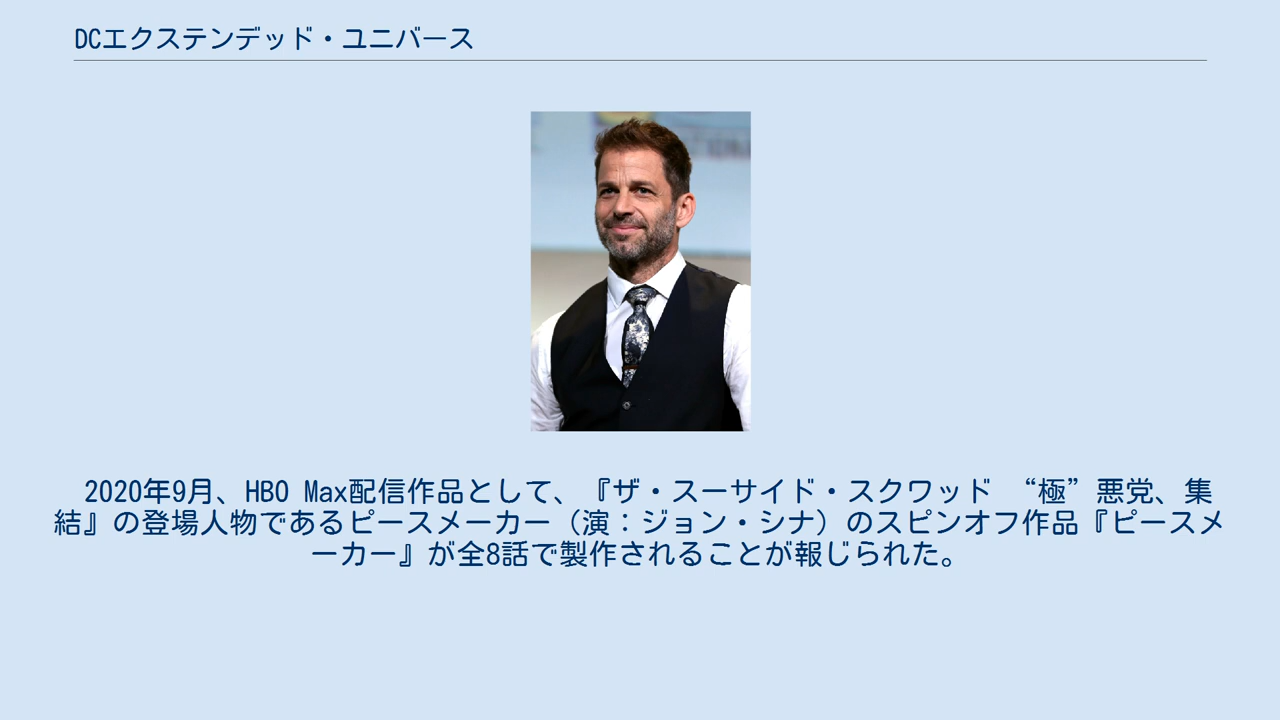 DCエクステンデッド・ユニバース
2020年9月、HBO Max配信作品として、『ザ・スーサイド・スクワッド “極”悪党、集
結』の登場人物であるピースメーカー（演：ジョン・シナ）のスピンオフ作品『ピースメ
ーカー』が全8話で製作されることが報じられた。